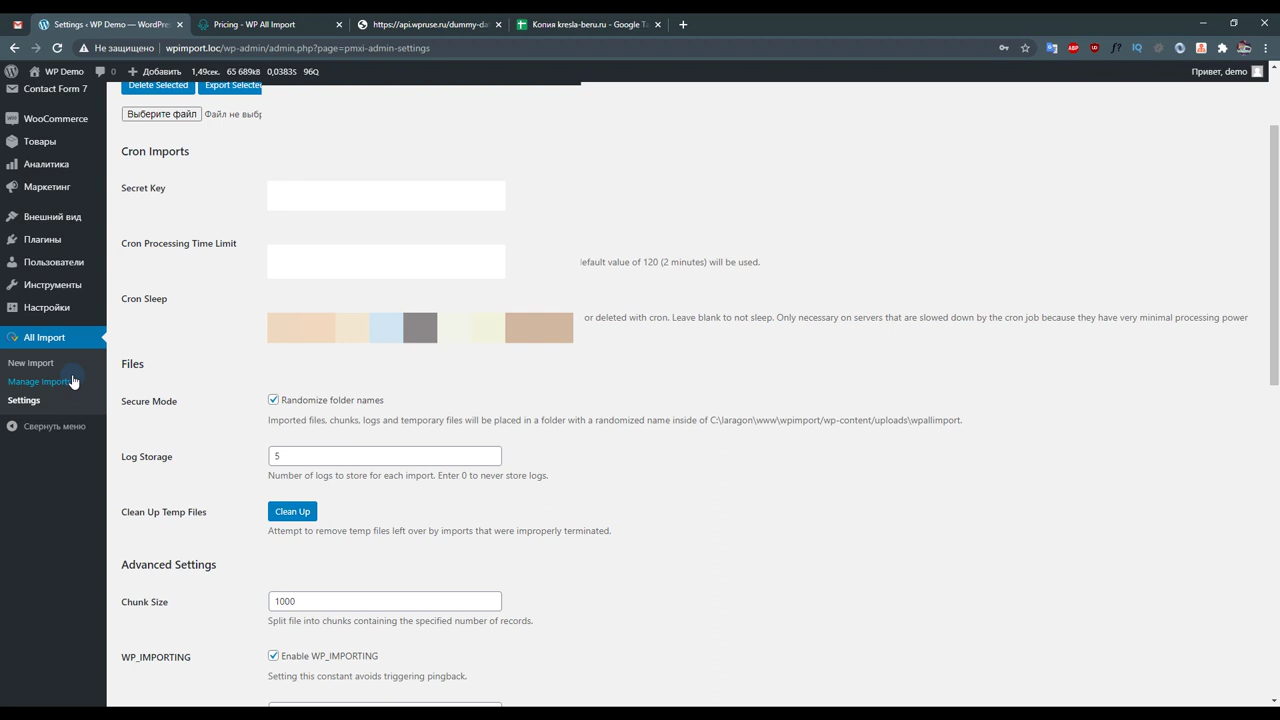 Settings ‹ WP Demo — WordPre
Pricing - WP All Import
https://api.wpruse.ru/dummy-da
Копия kresla-beru.ru - Google Та
Не защищено
wpimport.loc/wp-admin/admin.php?page=pmxi-admin-settings
WP Demo
0
Добавить
1,49сек. 65 689kB 0,0383s 96Q
Привет, demo
Contact Form 7
WooCommerce
Товары
Аналитика
Маркетинг
Внешний вид
Плагины
Пользователи
Инструменты
Настройки
All Import
New Import
Manage Imports
Settings
Свернуть меню
Delete Selected
Export Selected
Выберите файл
Файл не выбр
Cron Imports
Secret Key
Cron Processing Time Limit
efault value of 120 (2 minutes) will be used.
Cron Sleep
or deleted with cron. Leave blank to not sleep. Only necessary on servers that are slowed down by the cron job because they have very minimal processing power
Files
Secure Mode
Randomize folder names
Imported files, chunks, logs and temporary files will be placed in a folder with a randomized name inside of C:\laragon\www\wpimport/wp-content/uploads\wpallimport.
Log Storage
5
Number of logs to store for each import. Enter 0 to never store logs.
Clean Up Temp Files
Clean Up
Attempt to remove temp files left over by imports that were improperly terminated.
Advanced Settings
Chunk Size
1000
Split file into chunks containing the specified number of records.
WP_IMPORTING
Enable WP_IMPORTING
Setting this constant avoids triggering pingback.